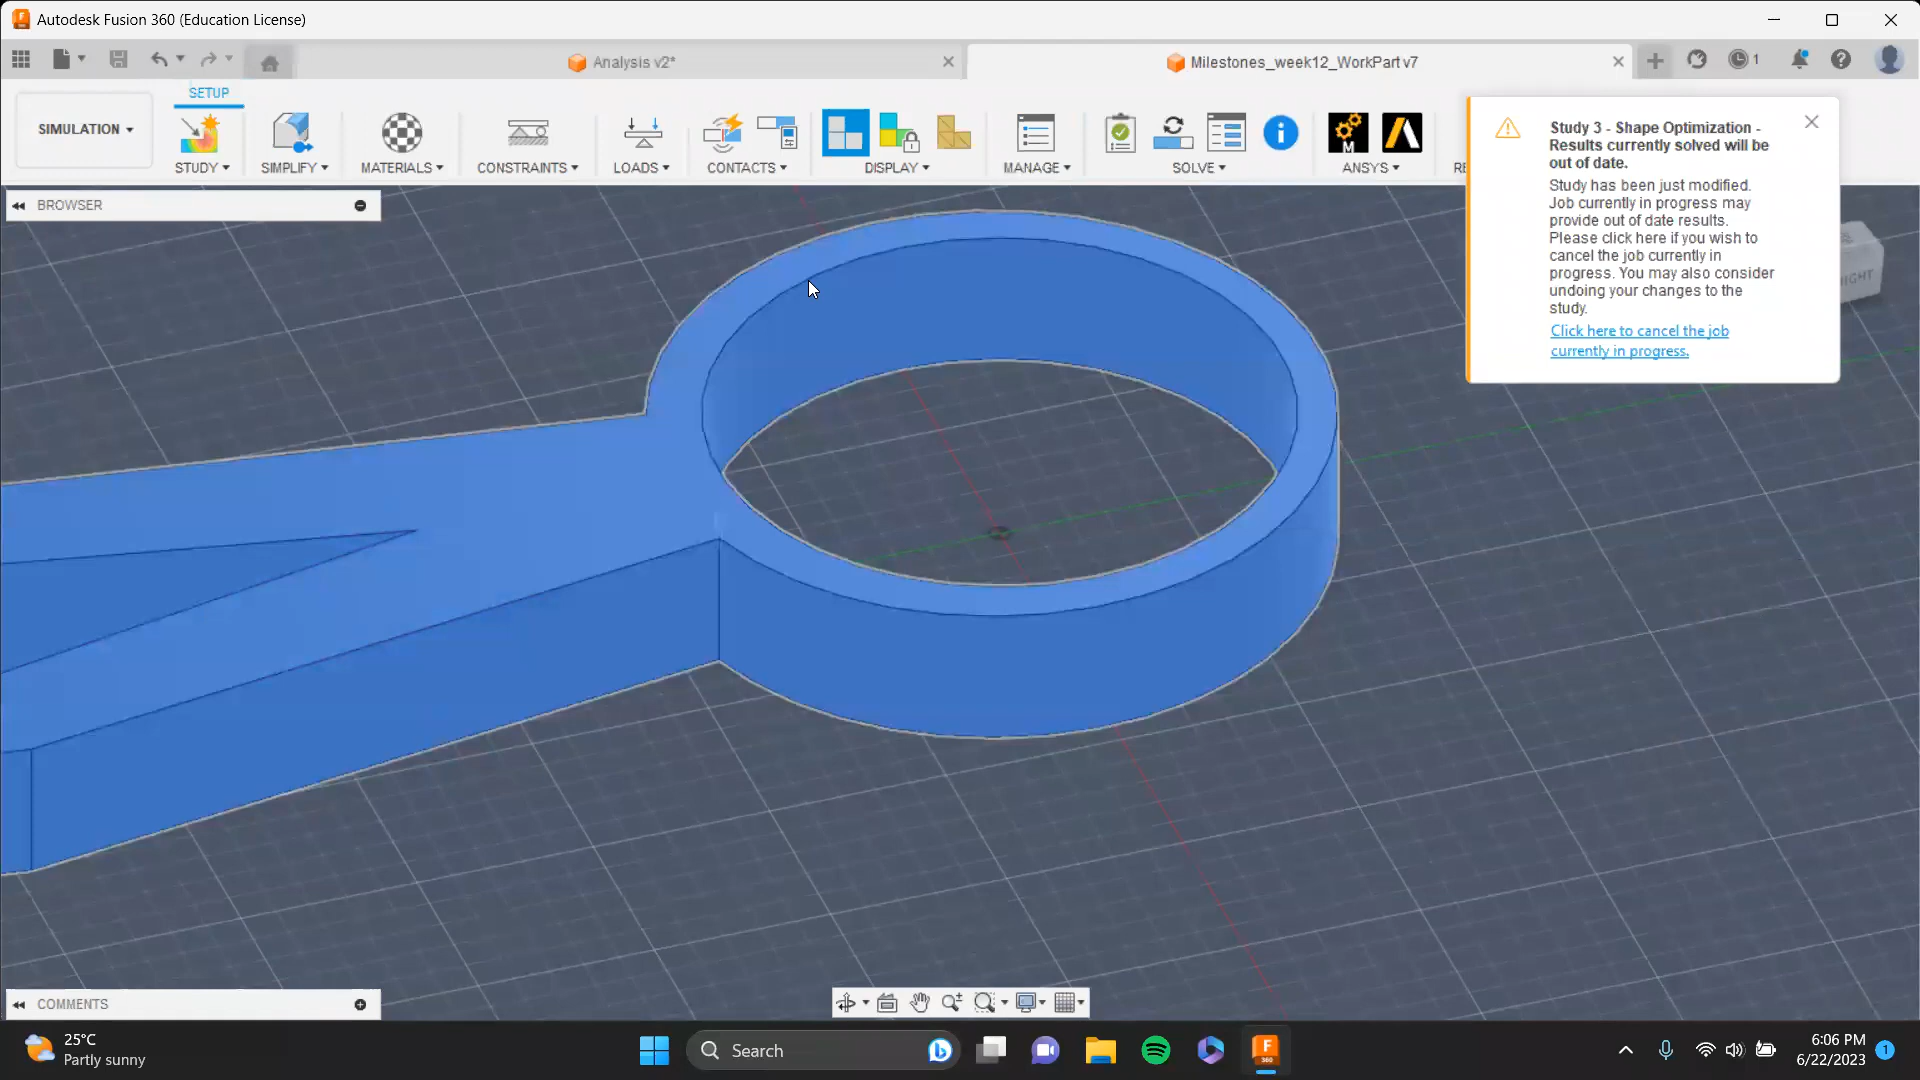 Autodesk Fusion 360 (Education License)
Analysis v2*
Milestones_week12_WorkPart v7
1
SETUP
SIMULATION
STUDY
SIMPLIFY
MATERIALS
CONSTRAINTS
LOADS
CONTACTS
DISPLAY
MANAGE
SOLVE
M
ANSYS
RE
Study 3 - Shape Optimization -
Results currently solved will be
out of date.
Study has been just modified.
Job currently in progress may
provide out of date results.
Please click here if you wish to
cancel the job currently in
progress. You may also consider
undoing your changes to the
study.
Click here to cancel the job
currently in progress.
BROWSER
COMMENTS
25°C
Partly sunny
Search
F
360
6:06 PM
6/22/2023
1